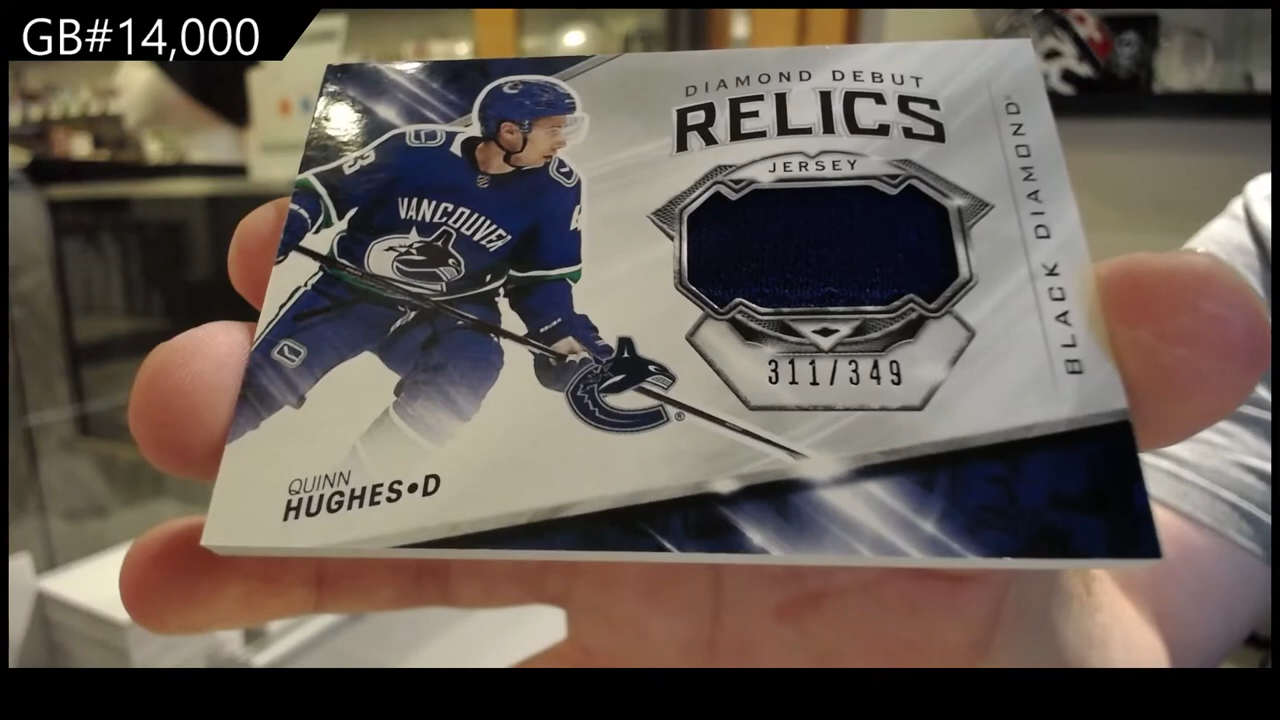 GB#14,000
DIAMOND DEBUT
RELICS
JERSEY
311/349
BLACK DIAMOND
VANCOUVER
QUINN
HUGHES•D
®